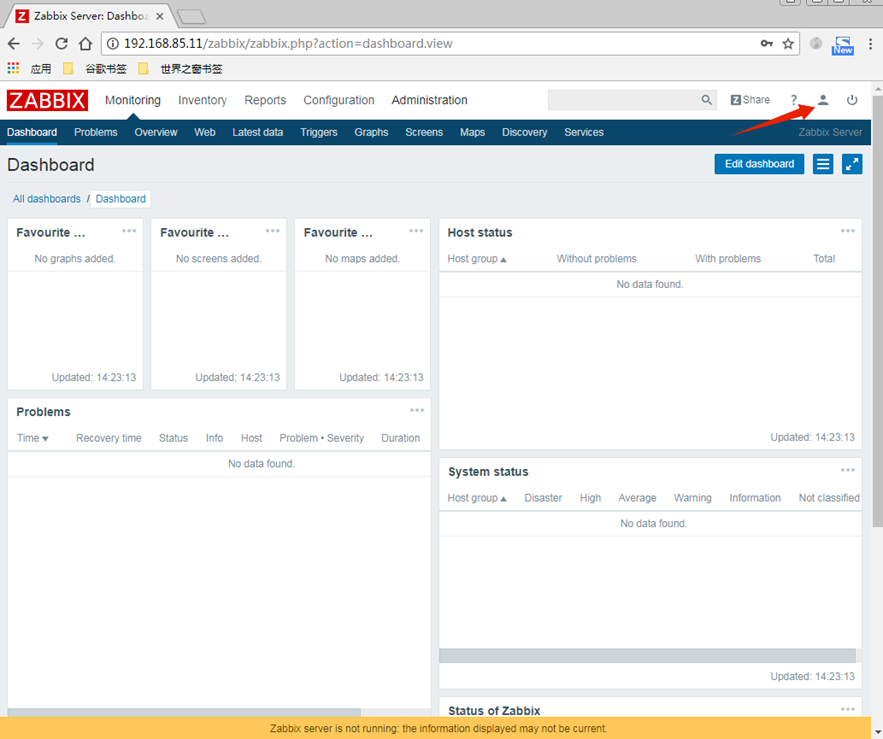 Zabbix Server: Dashboa
192.168.85.11/zabbix/zabbix.php?action=dashboard.view
New
应用 谷歌书签 世界之窗书签
ZABBIX Monitoring Inventory Reports Configuration Administration Z Share ?
Dashboard Problems Overview Web Latest data Triggers Graphs Screens Maps Discovery Services Zabbix Server
Dashboard Edit dashboard
All dashboards / Dashboard
Favourite ... Favourite ... Favourite ... Host status
No graphs added. No screens added. No maps added. Host group Without problems With problems Total
No data found.
Updated: 14:23:13 Updated: 14:23:13 Updated: 14:23:13
Problems
Time Recovery time Status Info Host Problem • Severity Duration Updated: 14:23:13
No data found.
System status
Host group Disaster High Average Warning Information Not classified
No data found.
Updated: 14:23:13
Status of Zabbix
Zabbix server is not running: the information displayed may not be current.